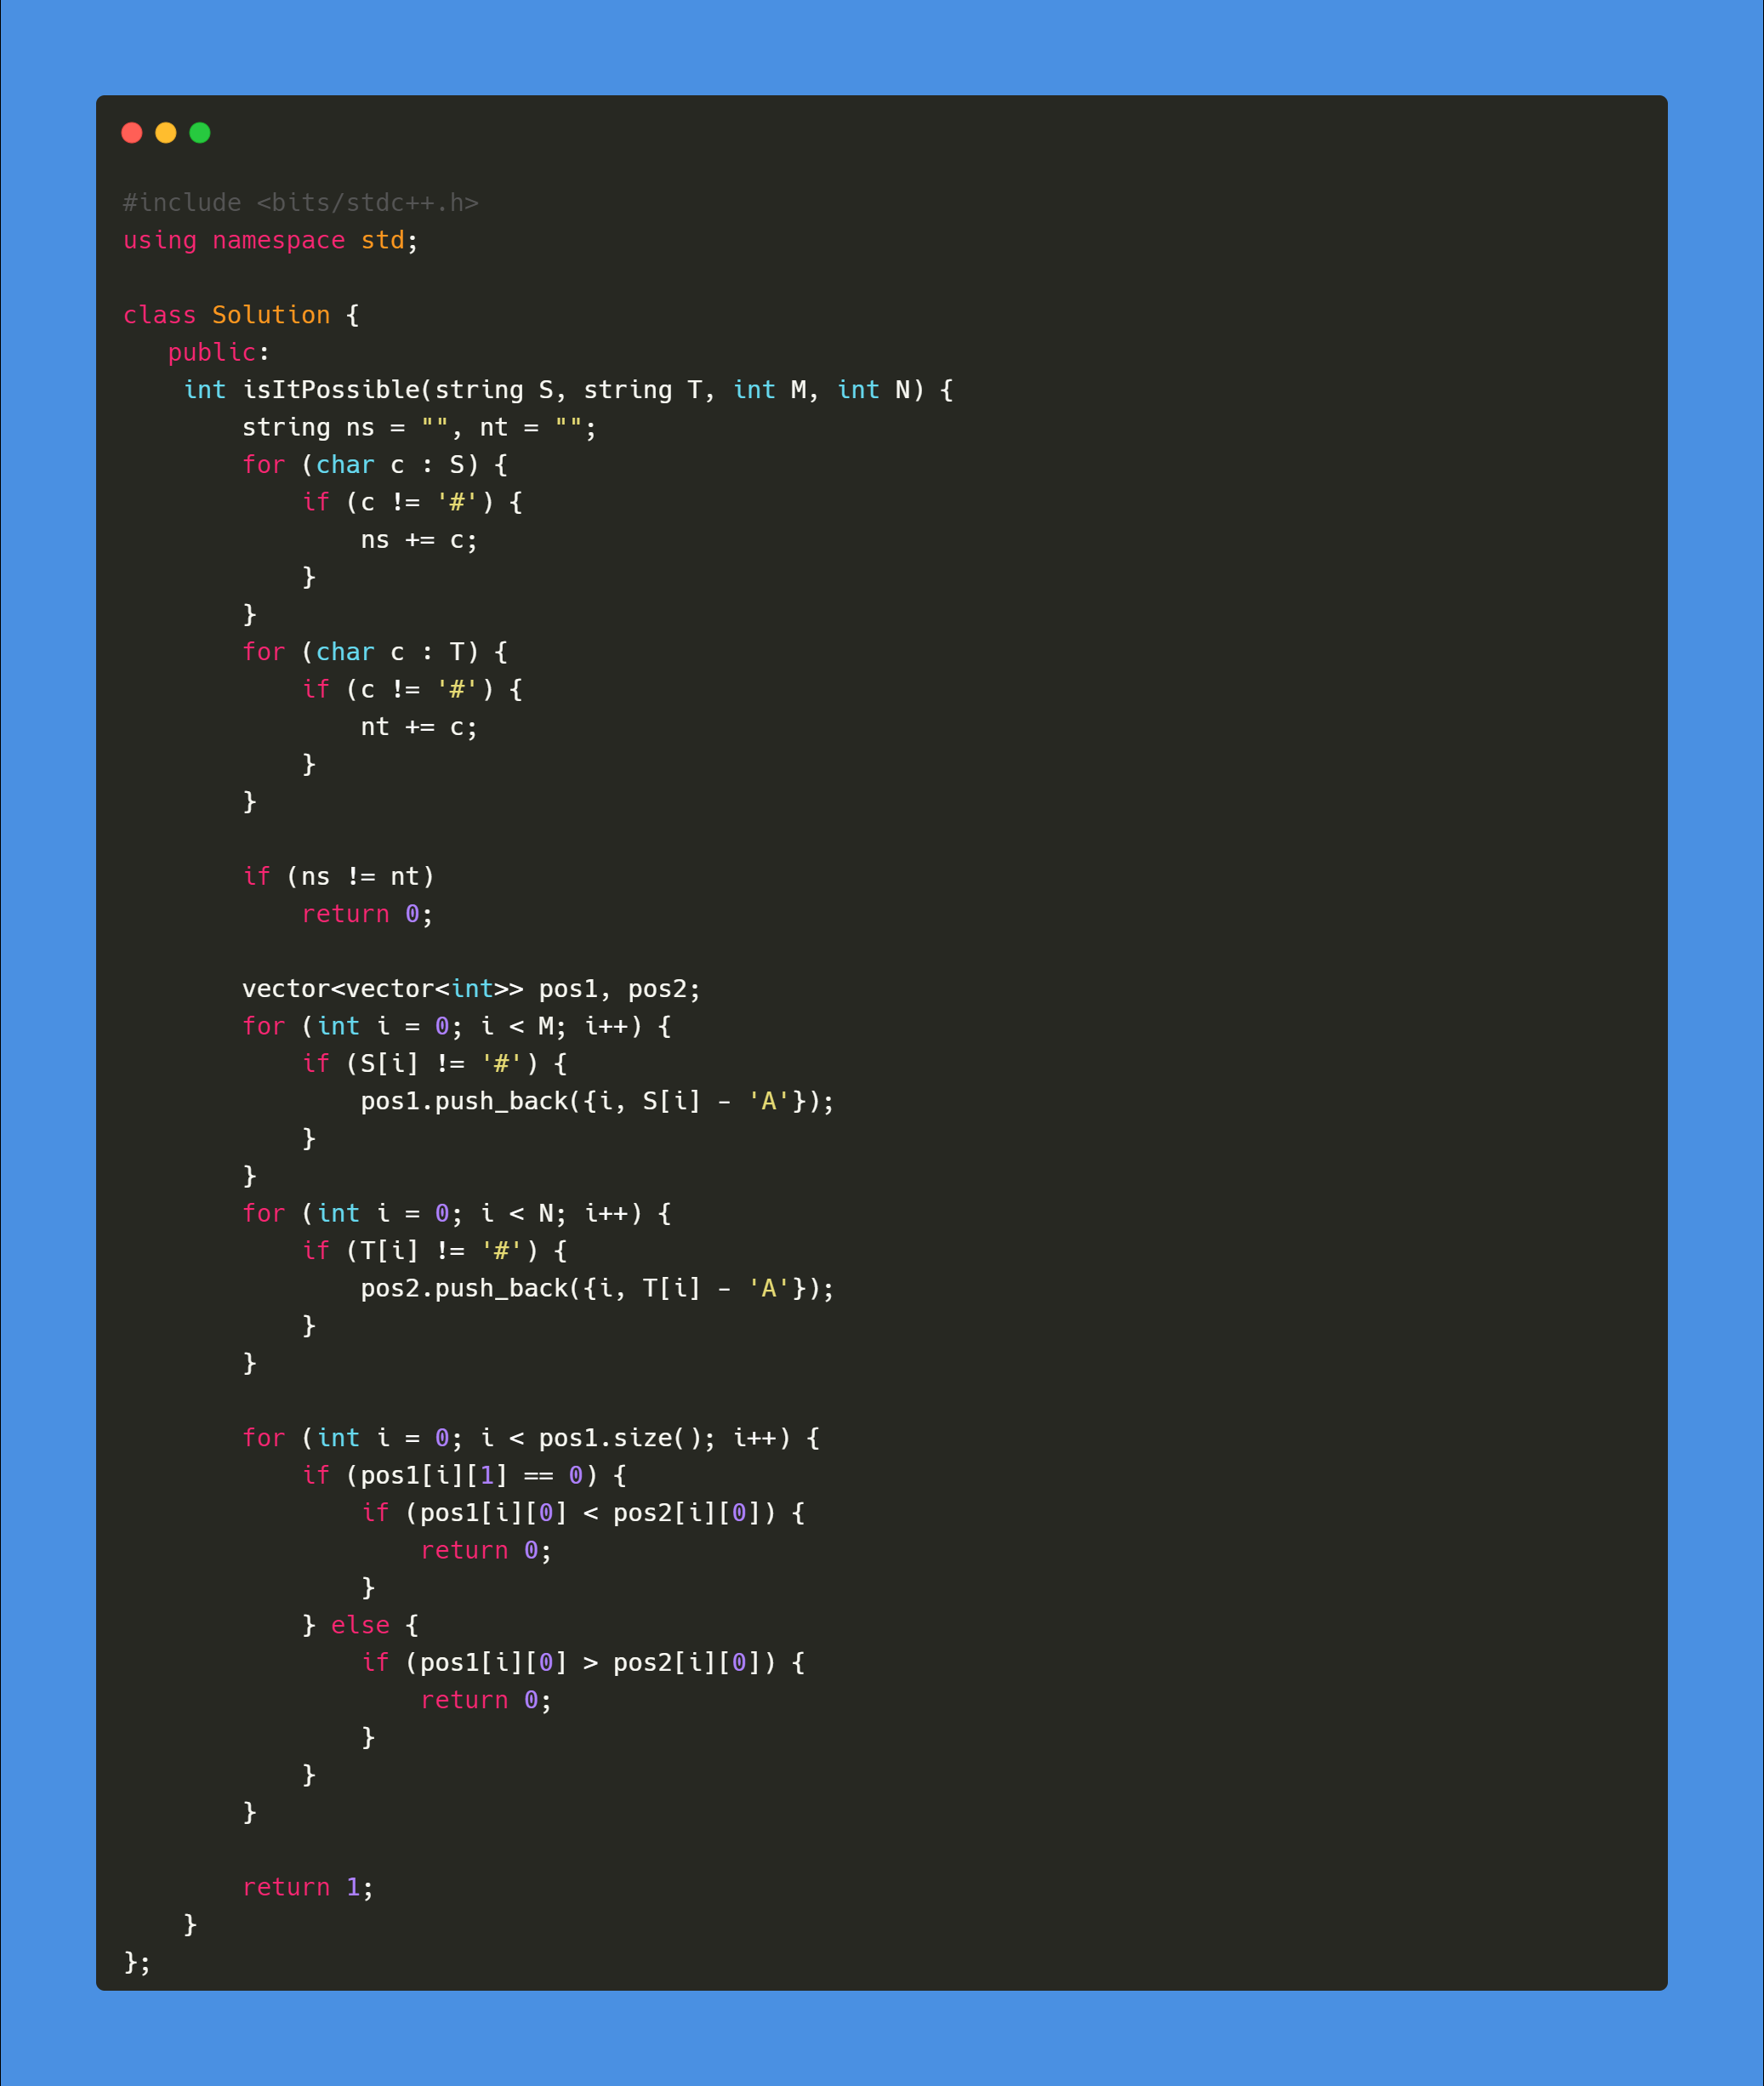 #include <bits/stdc++.h>
using namespace std;

class Solution {
   public:
    int isItPossible(string S, string T, int M, int N) {
        string ns = "", nt = "";
        for (char c : S) {
            if (c != '#') {
                ns += c;
            }
        }
        for (char c : T) {
            if (c != '#') {
                nt += c;
            }
        }

        if (ns != nt)
            return 0;

        vector<vector<int>> pos1, pos2;
        for (int i = 0; i < M; i++) {
            if (S[i] != '#') {
                pos1.push_back({i, S[i] - 'A'});
            }
        }
        for (int i = 0; i < N; i++) {
            if (T[i] != '#') {
                pos2.push_back({i, T[i] - 'A'});
            }
        }

        for (int i = 0; i < pos1.size(); i++) {
            if (pos1[i][1] == 0) {
                if (pos1[i][0] < pos2[i][0]) {
                    return 0;
                }
            } else {
                if (pos1[i][0] > pos2[i][0]) {
                    return 0;
                }
            }
        }

        return 1;
    }
};